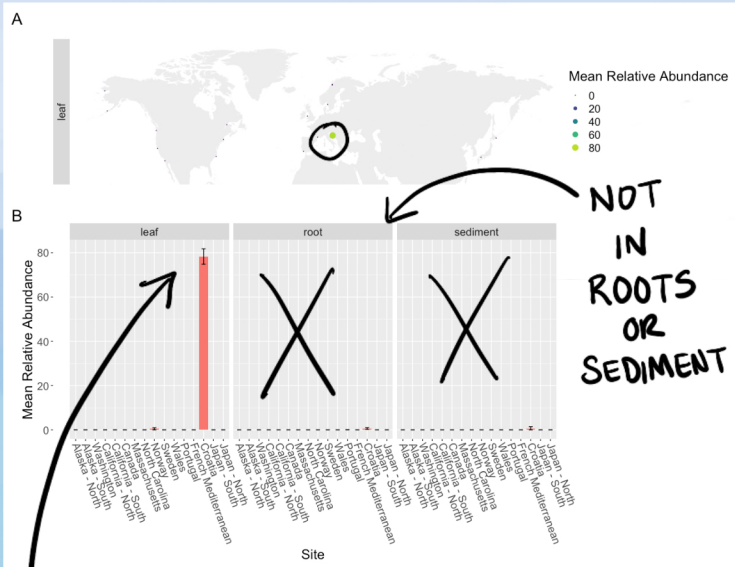 A
leaf
Mean Relative Abundance
0
20
40
60
80
NOT
IN
ROOTS
OR
SEDIMENT
B
leaf
root
sediment
Mean Relative Abundance
80
60
40
20
0
Alaska - North
Alaska - South
Washington
California - North
California - South
Canada
Massachusetts
North Carolina
Norway
Sweden
Wales
Portugal
French Mediterranean
Croatia
Japan - South
Japan - North
Alaska - North
Alaska - South
Washington
California - North
California - South
Canada
Massachusetts
North Carolina
Norway
Sweden
Wales
Portugal
French Mediterranean
Croatia
Japan - South
Japan - North
Alaska - North
Alaska - South
Washington
California - North
California - South
Canada
Massachusetts
North Carolina
Norway
Sweden
Wales
Portugal
French Mediterranean
Croatia
Japan - South
Japan - North
Site